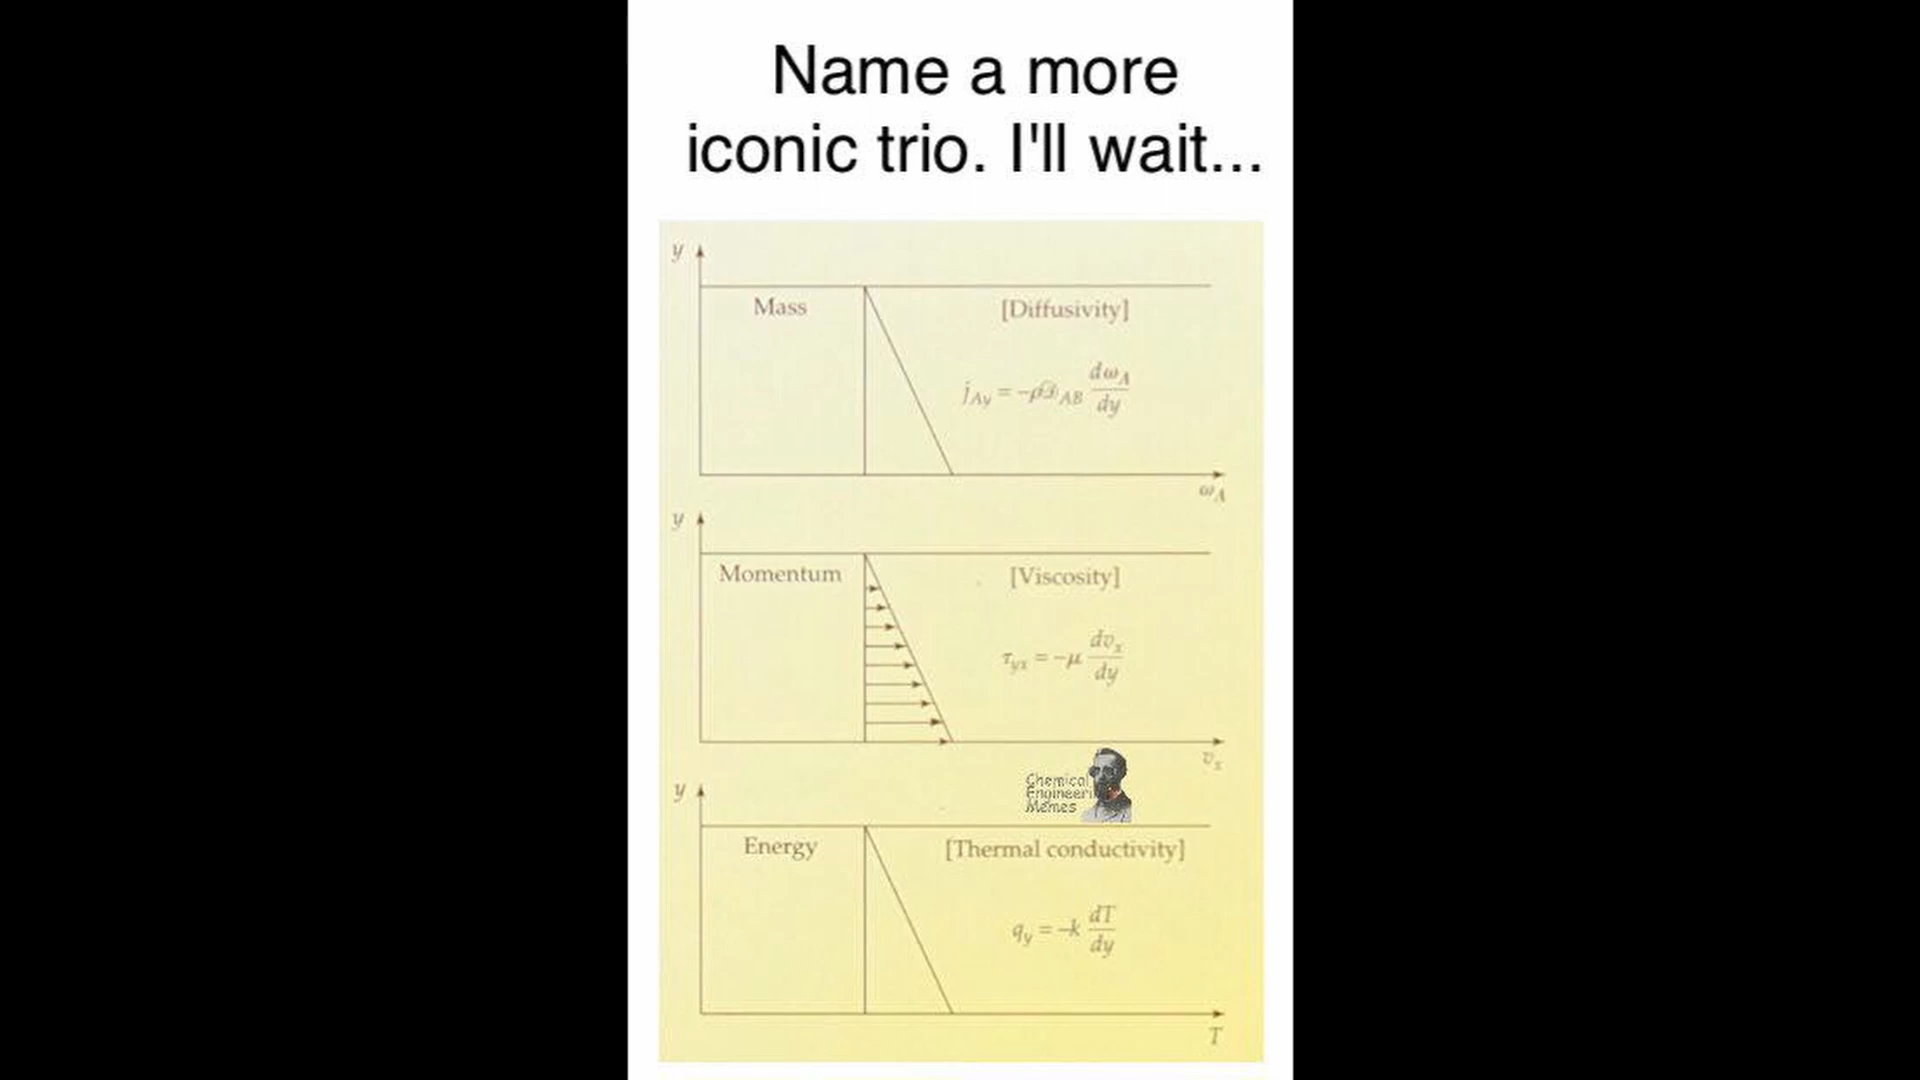 Name a more
iconic trio. I'll wait...
y
Mass
[Diffusivity]
j_Ay = -ρ𝒟_AB dω_A/dy
ω_A
y
Momentum
[Viscosity]
τ_yx = -μ dv_x/dy
v_x
Chemical
Engineeri
Memes
y
Energy
[Thermal conductivity]
q_y = -k dT/dy
T